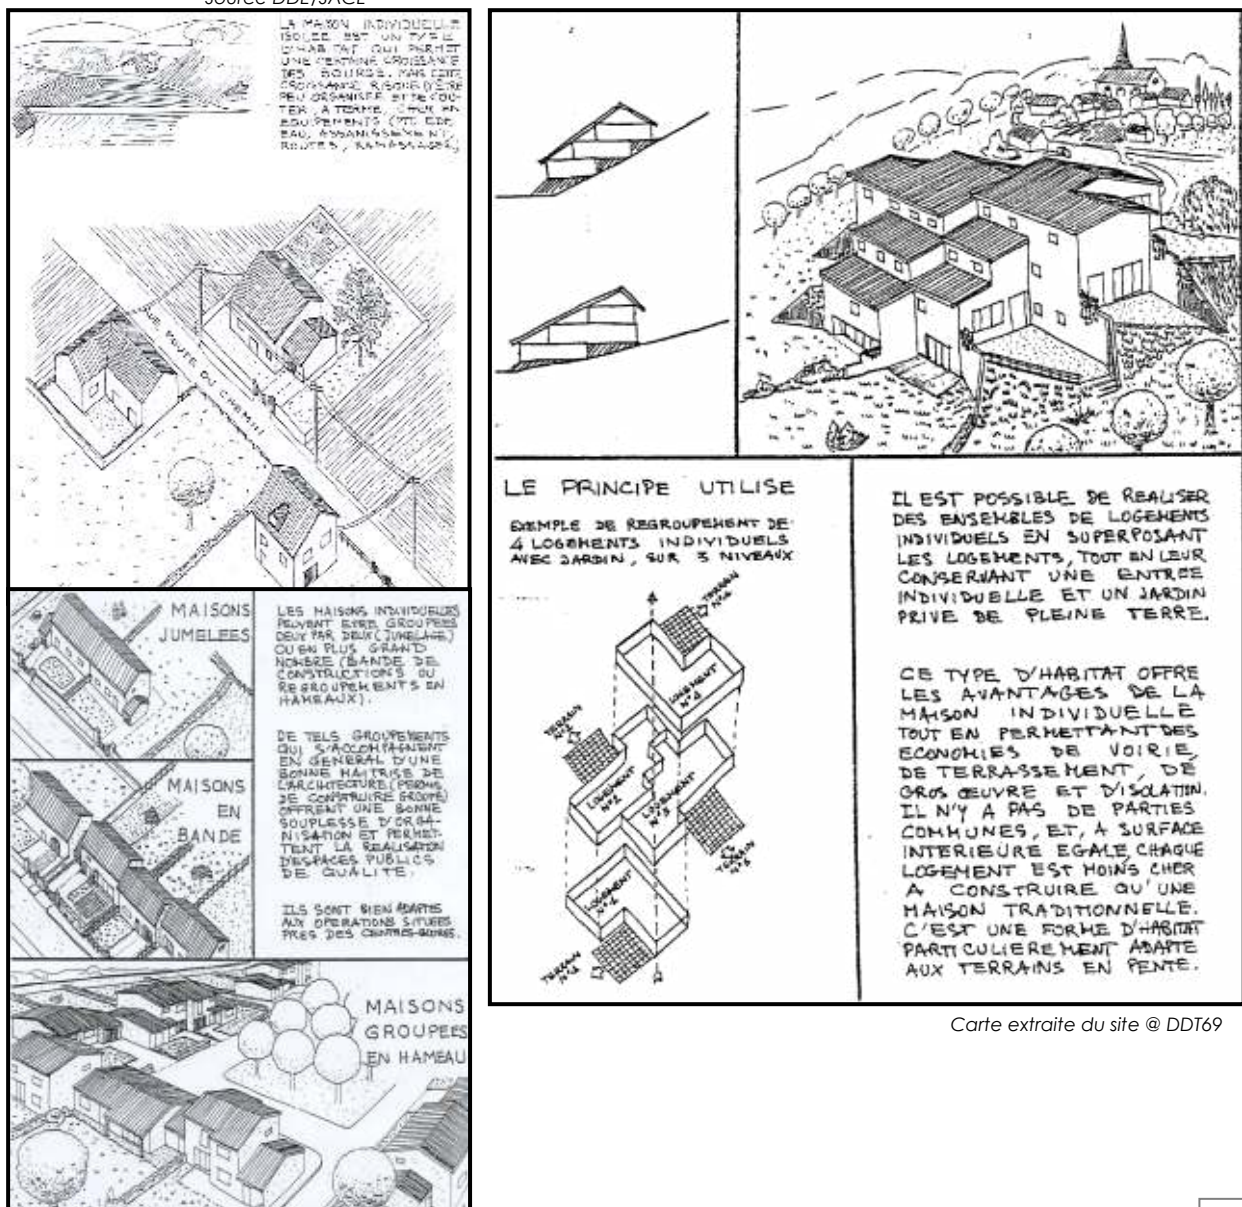 Source DDE/SAGE
LA MAISON INDIVIDUELLE
ISOLEE EST UN TYPE
D'HABITAT QUI PERMET
UNE CERTAINE CROISSANCE
DES BOURGS. MAIS CETTE
CROISSANCE RISQUE D'ETRE
PEU ORGANISEE ET DE COU-
TER A TERME CHER EN
EQUIPEMENTS (PTT EDF
EAU, ASSAINISSEMENT,
ROUTES, RAMASSAGES)
ROUTE DU CHEMIN
MAISONS
JUMELEES
LES MAISONS INDIVIDUELLES
PEUVENT ETRE GROUPEES
DEUX PAR DEUX (JUMELAGE)
OU EN PLUS GRAND
NOMBRE (BANDE DE
CONSTRUCTIONS OU
REGROUPEMENTS EN
HAMEAUX).
DE TELS GROUPEMENTS
QUI S'ACCOMPAGNENT
EN GENERAL D'UNE
BONNE MAITRISE DE
L'ARCHITECTURE (PERMIS
DE CONSTRUIRE GROUPE)
OFFRENT UNE BONNE
SOUPLESSE D'ORGA-
NISATION ET PERMET-
TENT LA REALISATION
D'ESPACES PUBLICS
DE QUALITE.
ILS SONT BIEN ADAPTES
AUX OPERATIONS SITUEES
PRES DES CENTRES-BOURGS.
MAISONS
EN
BANDE
MAISONS
GROUPEES
EN HAMEAU
LE PRINCIPE UTILISE
EXEMPLE DE REGROUPEMENT DE
4 LOGEMENTS INDIVIDUELS
AVEC JARDIN, SUR 3 NIVEAUX
TERRAIN
LOGEMENT
N°4
TERRAIN
N°2
LOGEMENT
N°2
LOGEMENT
N°3
TERRAIN
N°3
LOGEMENT
N°1
TERRAIN
N°1
IL EST POSSIBLE DE REALISER
DES ENSEMBLES DE LOGEMENTS
INDIVIDUELS EN SUPERPOSANT
LES LOGEMENTS, TOUT EN LEUR
CONSERVANT UNE ENTREE
INDIVIDUELLE ET UN JARDIN
PRIVE DE PLEINE TERRE.
CE TYPE D'HABITAT OFFRE
LES AVANTAGES DE LA
MAISON INDIVIDUELLE
TOUT EN PERMETTANT DES
ECONOMIES DE VOIRIE,
DE TERRASSEMENT, DE
GROS ŒUVRE ET D'ISOLATION.
IL N'Y A PAS DE PARTIES
COMMUNES, ET, A SURFACE
INTERIEURE EGALE, CHAQUE
LOGEMENT EST MOINS CHER
A CONSTRUIRE QU'UNE
MAISON TRADITIONNELLE.
C'EST UNE FORME D'HABITAT
PARTICULIEREMENT ADAPTE
AUX TERRAINS EN PENTE.
Carte extraite du site @ DDT69